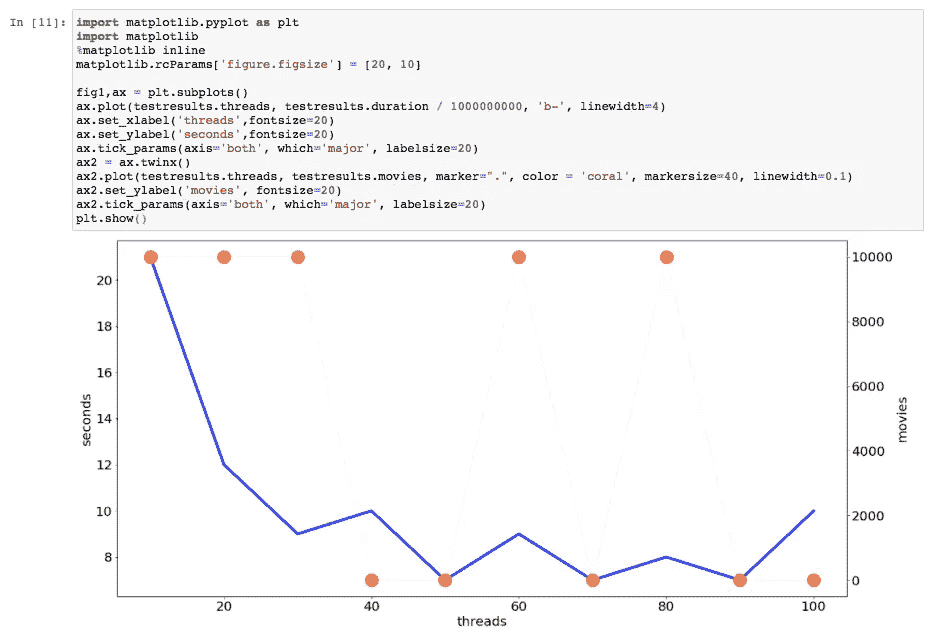 In [11]: import matplotlib.pyplot as plt
import matplotlib
%matplotlib inline
matplotlib.rcParams['figure.figsize'] = [20, 10]
fig1,ax = plt.subplots()
ax.plot(testresults.threads, testresults.duration / 1000000000, 'b-', linewidth=4)
ax.set_xlabel('threads',fontsize=20)
ax.set_ylabel('seconds',fontsize=20)
ax.tick_params(axis='both', which='major', labelsize=20)
ax2 = ax.twinx()
ax2.plot(testresults.threads, testresults.movies, marker=".", color = 'coral', markersize=40, linewidth=0.1)
ax2.set_ylabel('movies', fontsize=20)
ax2.tick_params(axis='both', which='major', labelsize=20)
plt.show()
20
18
16
14
12
10
8
seconds
10000
8000
6000
4000
2000
0
movies
20 40 60 80 100
threads